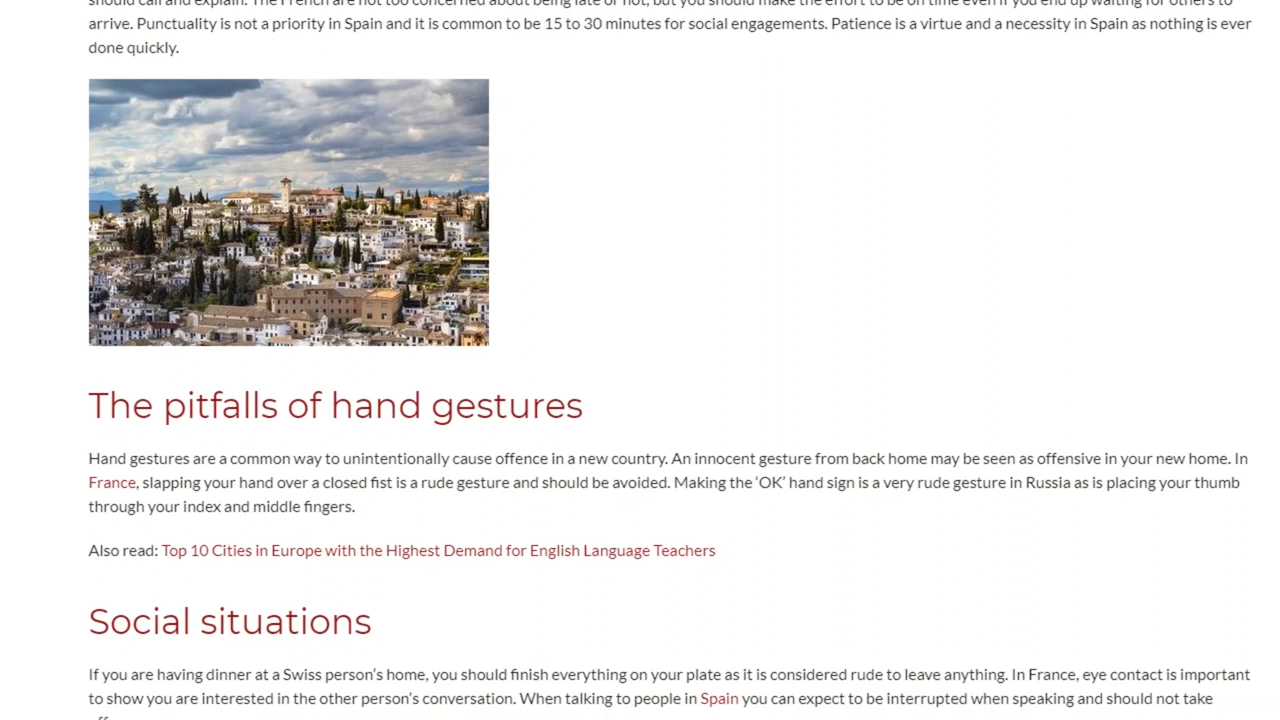 should call and explain. The French are not too concerned about being late or not, but you should make the effort to be on time even if you end up waiting for others to
arrive. Punctuality is not a priority in Spain and it is common to be 15 to 30 minutes for social engagements. Patience is a virtue and a necessity in Spain as nothing is ever
done quickly.
The pitfalls of hand gestures
Hand gestures are a common way to unintentionally cause offence in a new country. An innocent gesture from back home may be seen as offensive in your new home. In
France, slapping your hand over a closed fist is a rude gesture and should be avoided. Making the ‘OK’ hand sign is a very rude gesture in Russia as is placing your thumb
through your index and middle fingers.
Also read: Top 10 Cities in Europe with the Highest Demand for English Language Teachers
Social situations
If you are having dinner at a Swiss person’s home, you should finish everything on your plate as it is considered rude to leave anything. In France, eye contact is important
to show you are interested in the other person’s conversation. When talking to people in Spain you can expect to be interrupted when speaking and should not take